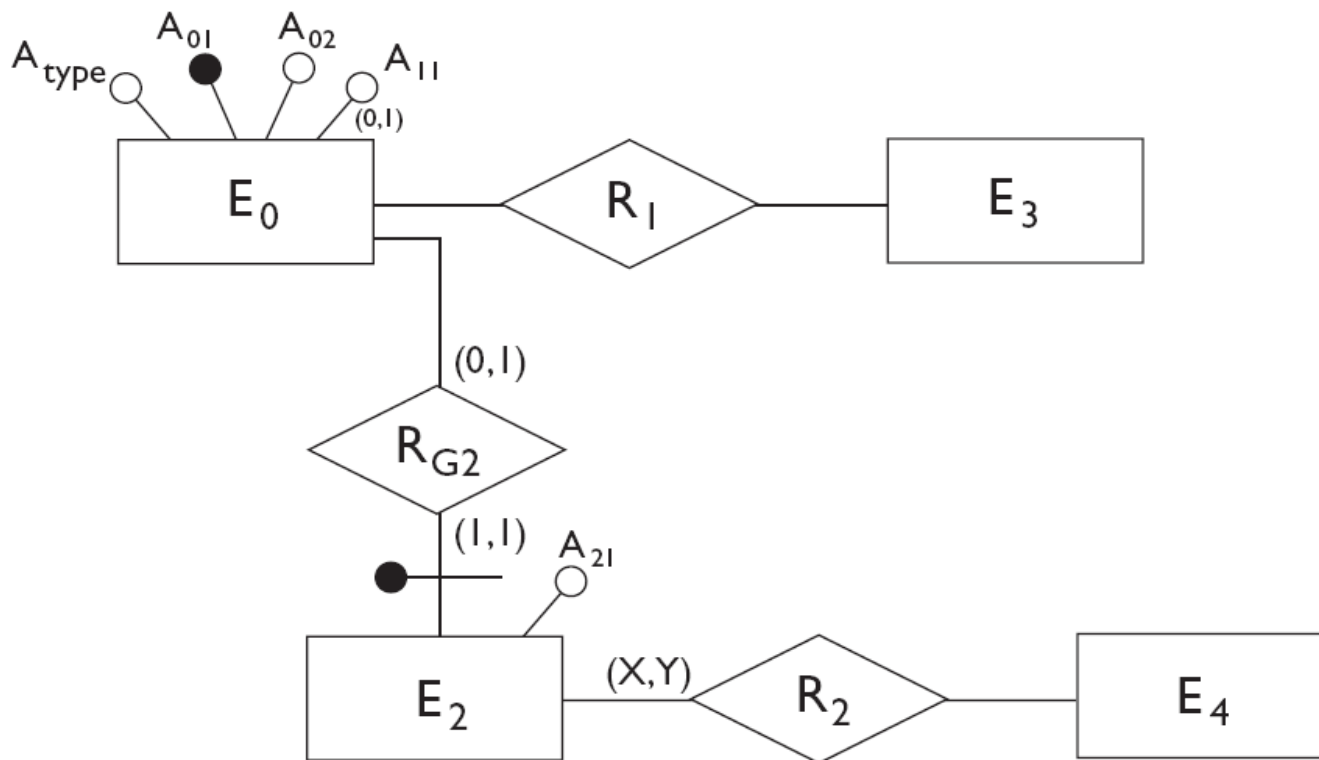 A01 A02
Atype A11
(0,1)
E0 R1 E3
(0,1)
RG2
(1,1) A21
(X,Y)
E2 R2 E4